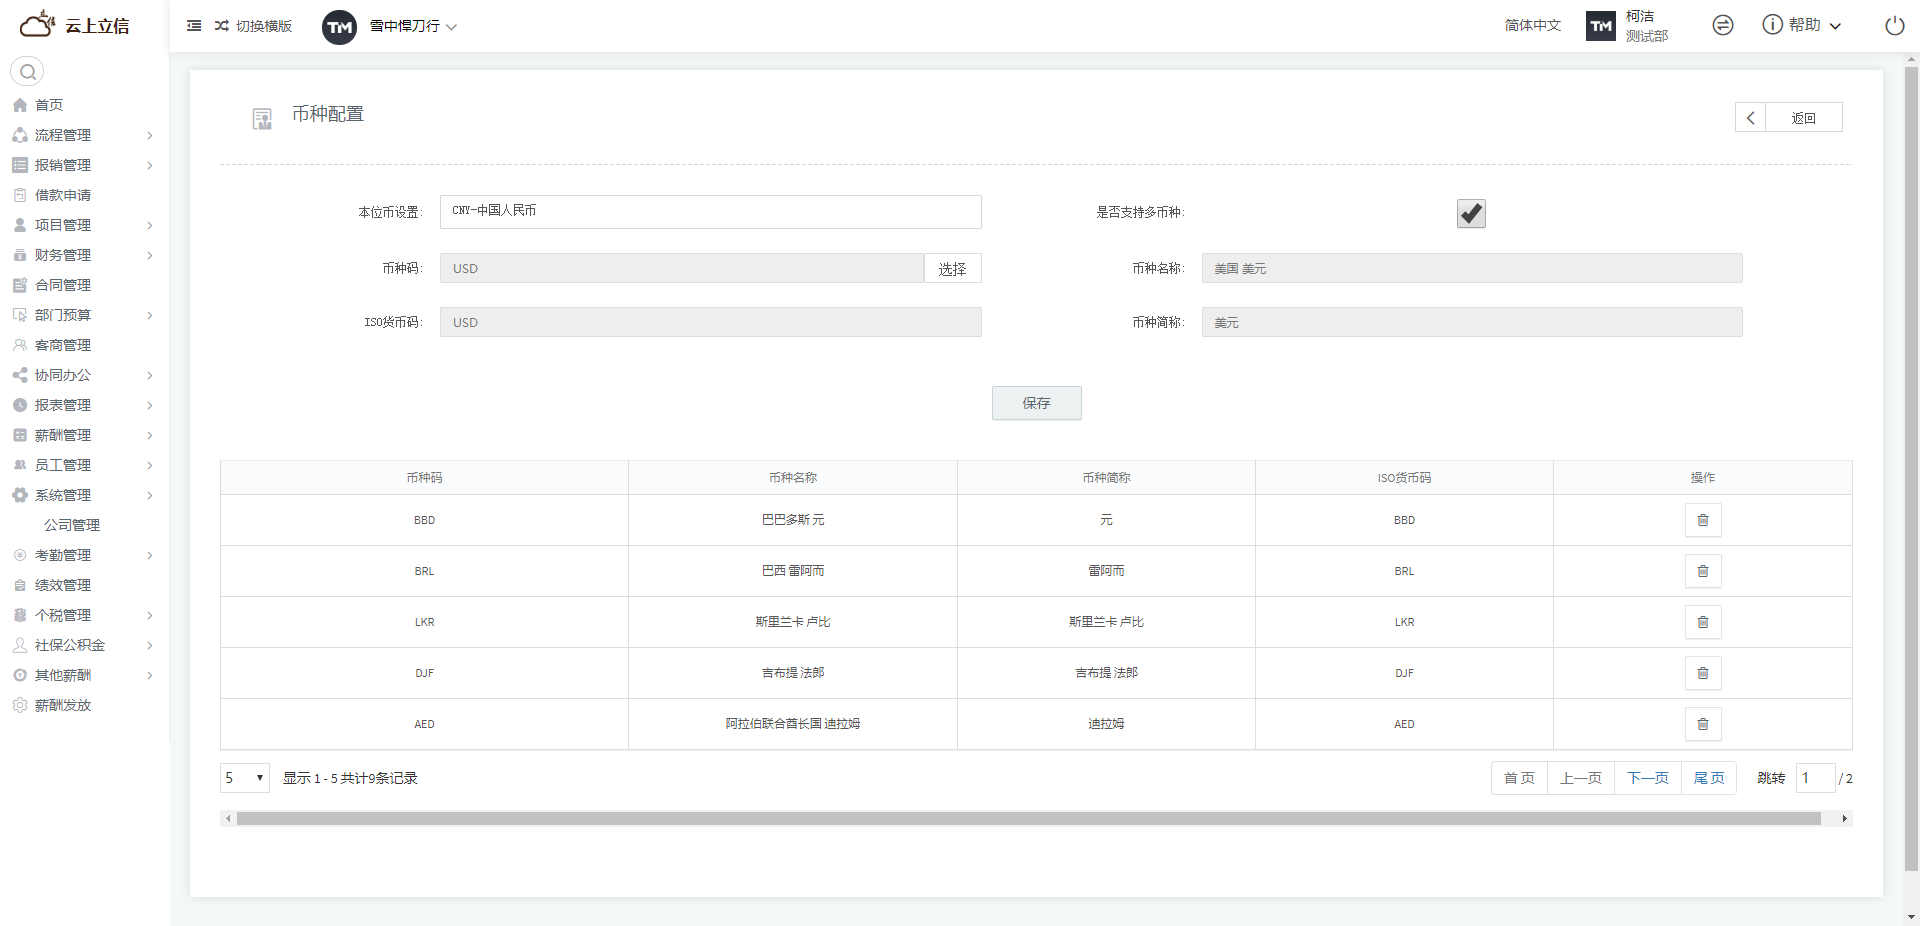 云上立信
切换横版
TM
雪中悍刀行
简体中文
TM
柯洁
测试部
帮助
首页
流程管理
报销管理
借款申请
项目管理
财务管理
合同管理
部门预算
客商管理
协同办公
报表管理
薪酬管理
员工管理
系统管理
公司管理
考勤管理
绩效管理
个税管理
社保公积金
其他薪酬
薪酬发放
币种配置
返回
本位币设置: CNY-中国人民币 是否支持多币种:
币种码: USD 选择 币种名称: 美国 美元
ISO货币码: USD 币种简称: 美元
保存
币种码 币种名称 币种简称 ISO货币码 操作
BBD 巴巴多斯 元 元 BBD
BRL 巴西 雷阿而 雷阿而 BRL
LKR 斯里兰卡 卢比 斯里兰卡 卢比 LKR
DJF 吉布提 法郎 吉布提 法郎 DJF
AED 阿拉伯联合酋长国 迪拉姆 迪拉姆 AED
5 显示 1 - 5 共计9条记录 首页 上一页 下一页 尾页 跳转 1 / 2